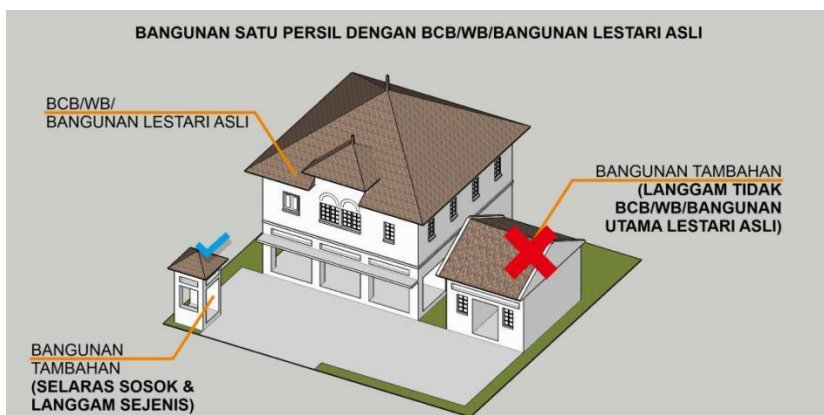 BANGUNAN SATU PERSIL DENGAN BCB/WB/BANGUNAN LESTARI ASLI
BCB/WB/
BANGUNAN LESTARI ASLI
BANGUNAN TAMBAHAN
(LANGGAM TIDAK
BCB/WB/BANGUNAN
UTAMA LESTARI ASLI)
BANGUNAN
TAMBAHAN
(SELARAS SOSOK &
LANGGAM SEJENIS)